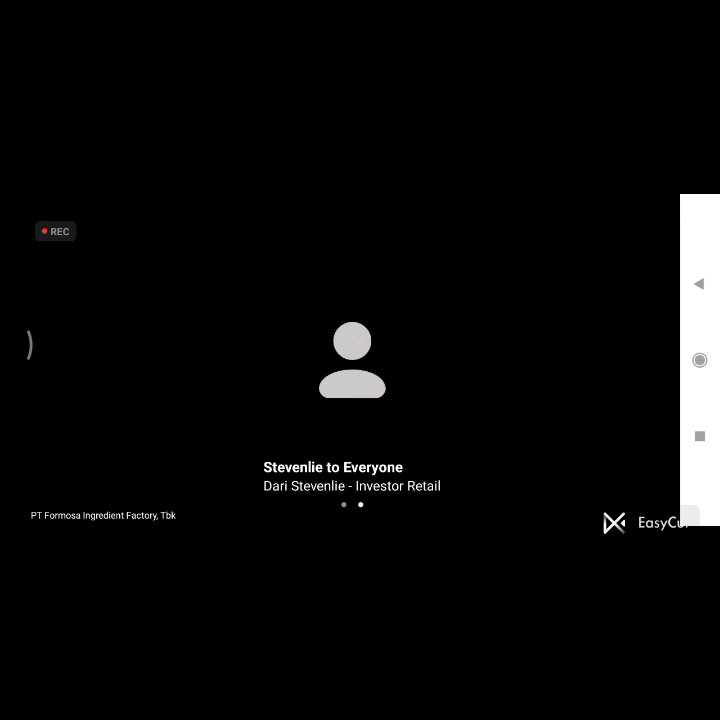 REC
Stevenlie to Everyone
Dari Stevenlie - Investor Retail
PT Formosa Ingredient Factory, Tbk
EasyCut